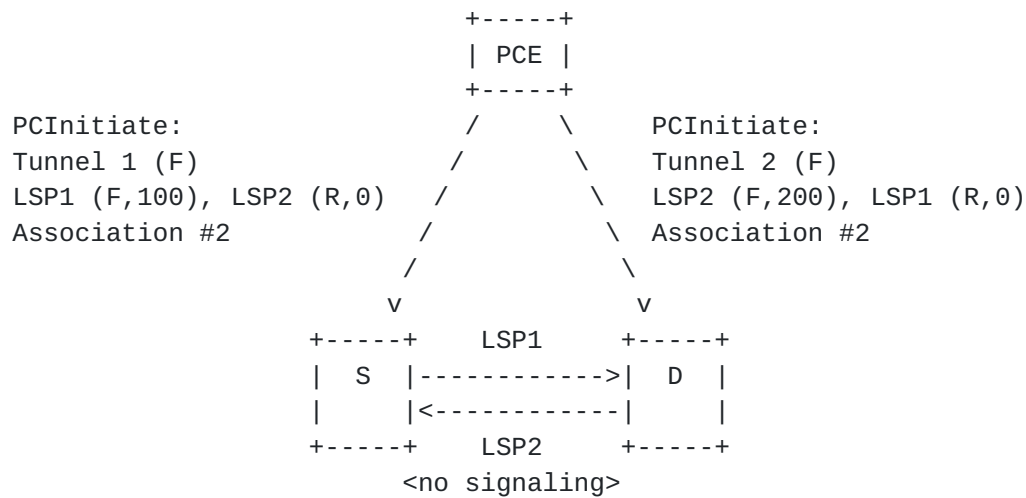 PCE
PCInitiate: PCInitiate:
Tunnel 1 (F) Tunnel 2 (F)
LSP1 (F,100), LSP2 (R,0) LSP2 (F,200), LSP1 (R,0)
Association #2 Association #2
LSP1
S D
LSP2
<no signaling>